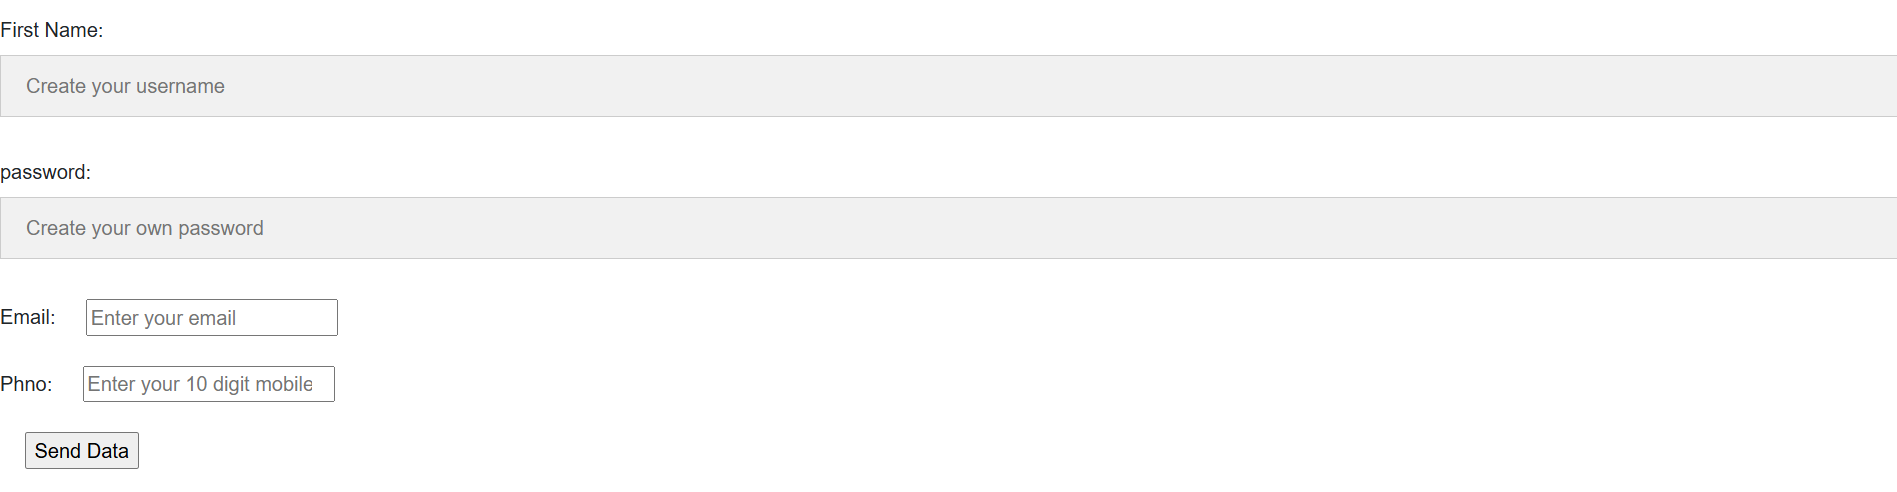 First Name:
Create your username
password:
Create your own password
Email: Enter your email
Phno: Enter your 10 digit mobile
Send Data